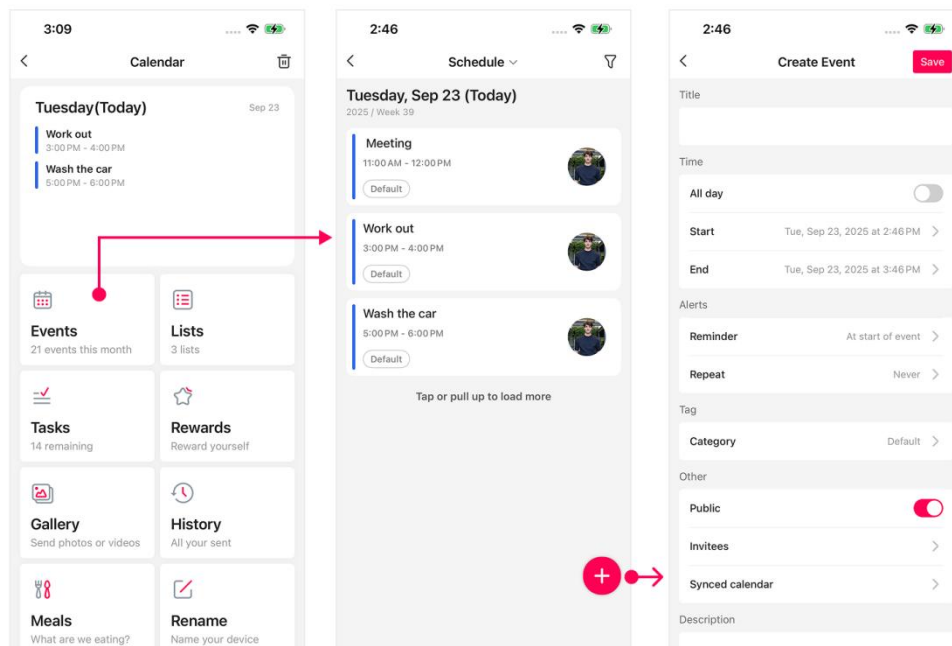 3:09
Calendar
Tuesday(Today)
Sep 23
Work out
3:00 PM - 4:00 PM
Wash the car
5:00 PM - 6:00 PM
Events
21 events this month
Lists
3 lists
Tasks
14 remaining
Rewards
Reward yourself
Gallery
Send photos or videos
History
All your sent
Meals
What are we eating?
Rename
Name your device
2:46
Schedule
Tuesday, Sep 23 (Today)
2025 / Week 39
Meeting
11:00 AM - 12:00 PM
Default
Work out
3:00 PM - 4:00 PM
Default
Wash the car
5:00 PM - 6:00 PM
Default
Tap or pull up to load more
2:46
Create Event
Save
Title
Time
All day
Start
Tue, Sep 23, 2025 at 2:46 PM
End
Tue, Sep 23, 2025 at 3:46 PM
Alerts
Reminder
At start of event
Repeat
Never
Tag
Category
Default
Other
Public
Invitees
Synced calendar
Description